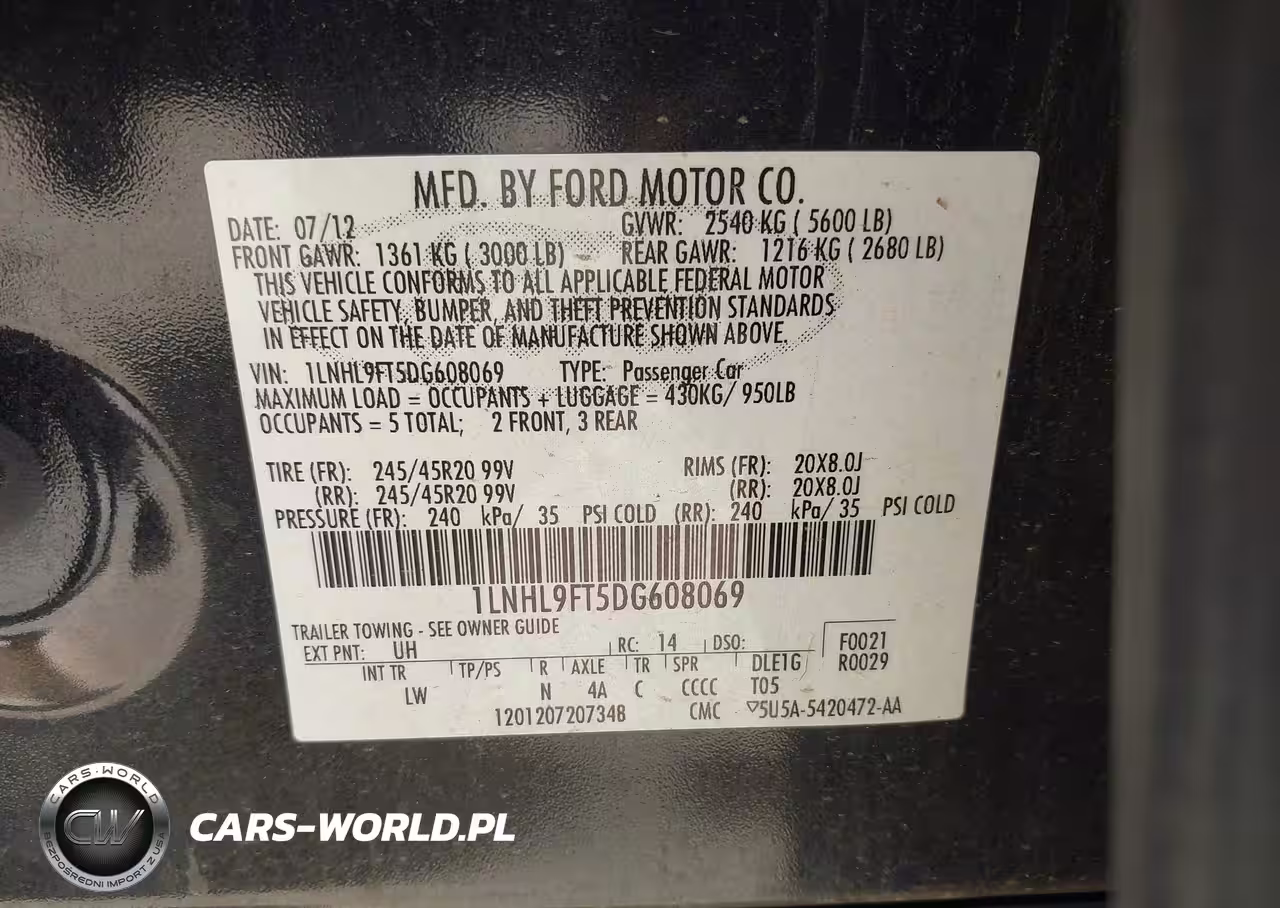 MFD. BY FORD MOTOR CO.
DATE: 07/12 GVWR: 2540 KG ( 5600 LB)
FRONT GAWR: 1361 KG ( 3000 LB) REAR GAWR: 1216 KG ( 2680 LB)
THIS VEHICLE CONFORMS TO ALL APPLICABLE FEDERAL MOTOR
VEHICLE SAFETY, BUMPER, AND THEFT PREVENTION STANDARDS
IN EFFECT ON THE DATE OF MANUFACTURE SHOWN ABOVE.
VIN: 1LNHL9FT5DG608069 TYPE: Passenger Car
MAXIMUM LOAD = OCCUPANTS + LUGGAGE = 430KG/ 950LB
OCCUPANTS = 5 TOTAL; 2 FRONT, 3 REAR
TIRE (FR): 245/45R20 99V RIMS (FR): 20X8.0J
(RR): 245/45R20 99V (RR): 20X8.0J
PRESSURE (FR): 240 kPa/ 35 PSI COLD (RR): 240 kPa/ 35 PSI COLD
1LNHL9FT5DG608069
TRAILER TOWING - SEE OWNER GUIDE
EXT PNT: UH RC: 14 DSO: F0021
INT TR TP/PS R AXLE TR SPR DLE1G R0029
LW N 4A C CCCC T05
1201207207348 CMC ▽5U5A-5420472-AA
CARS-WORLD
CW
BEZPOŚREDNI IMPORT Z USA
CARS-WORLD.PL